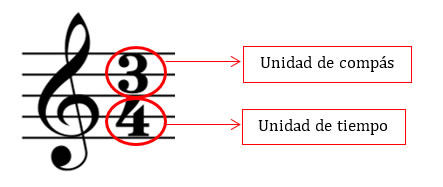 3
Unidad de compás
4
Unidad de tiempo